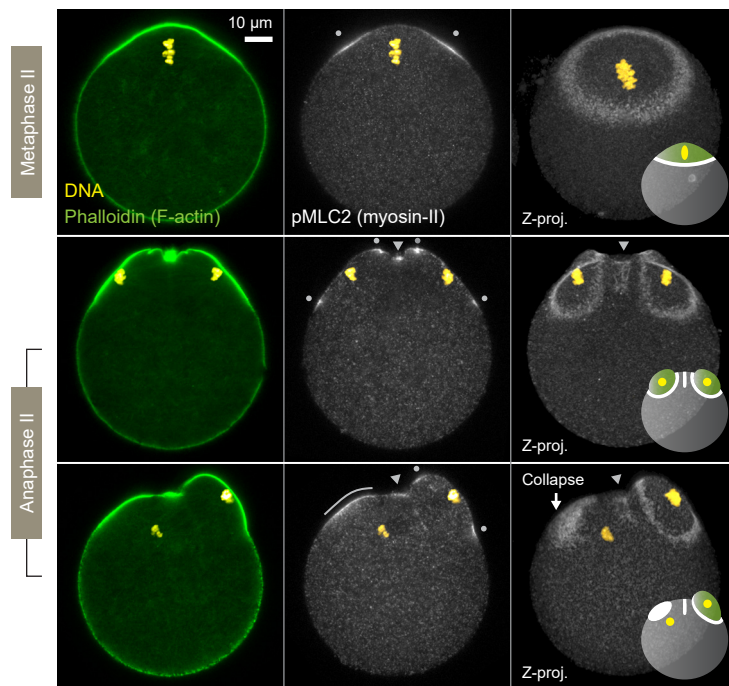 Metaphase II
10 µm
DNA
Phalloidin (F-actin)
pMLC2 (myosin-II)
Z-proj.
Anaphase II
Z-proj.
Collapse
Z-proj.